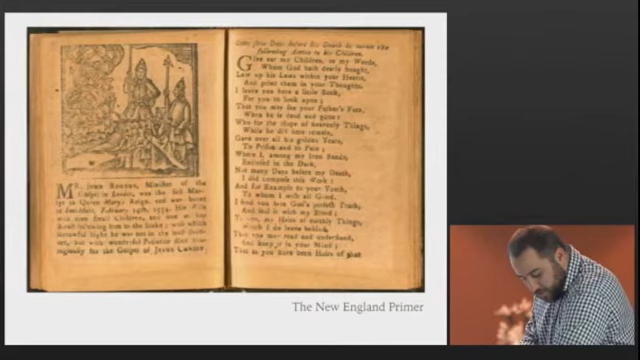 MR. John Rogers, Minister of the
Gospel in London, was the first Mar-
tyr in Queen Mary's Reign, and was burnt
at Smithfield, February 14th, 1554. His Wife
with nine small Children, and one at her
Breast following him to the Stake; with which
sorrowful sight he was not in the least
but with wonderful Patience died
for the Gospel of JESUS CHRIST.
Some few Days before his Death he wrote the
following Advice to his Children.
Give ear my Children, to my Words,
Whom God hath dearly bought,
Lay up his Laws within your Heart,
And print them in your Thoughts.
I leave you here a little Book,
For you to look upon;
That you may see your Father's Face,
When he is dead and gone:
Who for the Hope of heavenly Things,
While he did here remain,
Gave over all his golden Years,
To Prison and to Pain;
Where I, among my Iron Bands,
Enclosed in the Dark,
Not many Days before my Death,
I did compose this Work:
And for Example to your Youth,
To whom I wish all Good,
I send you here God's perfect Truth,
And seal it with my Blood:
To you, my Heirs of earthly Things,
Which I do leave behind,
That you may read and understand,
And keep it in your Mind:
That as you have been Heirs of that
The New England Primer